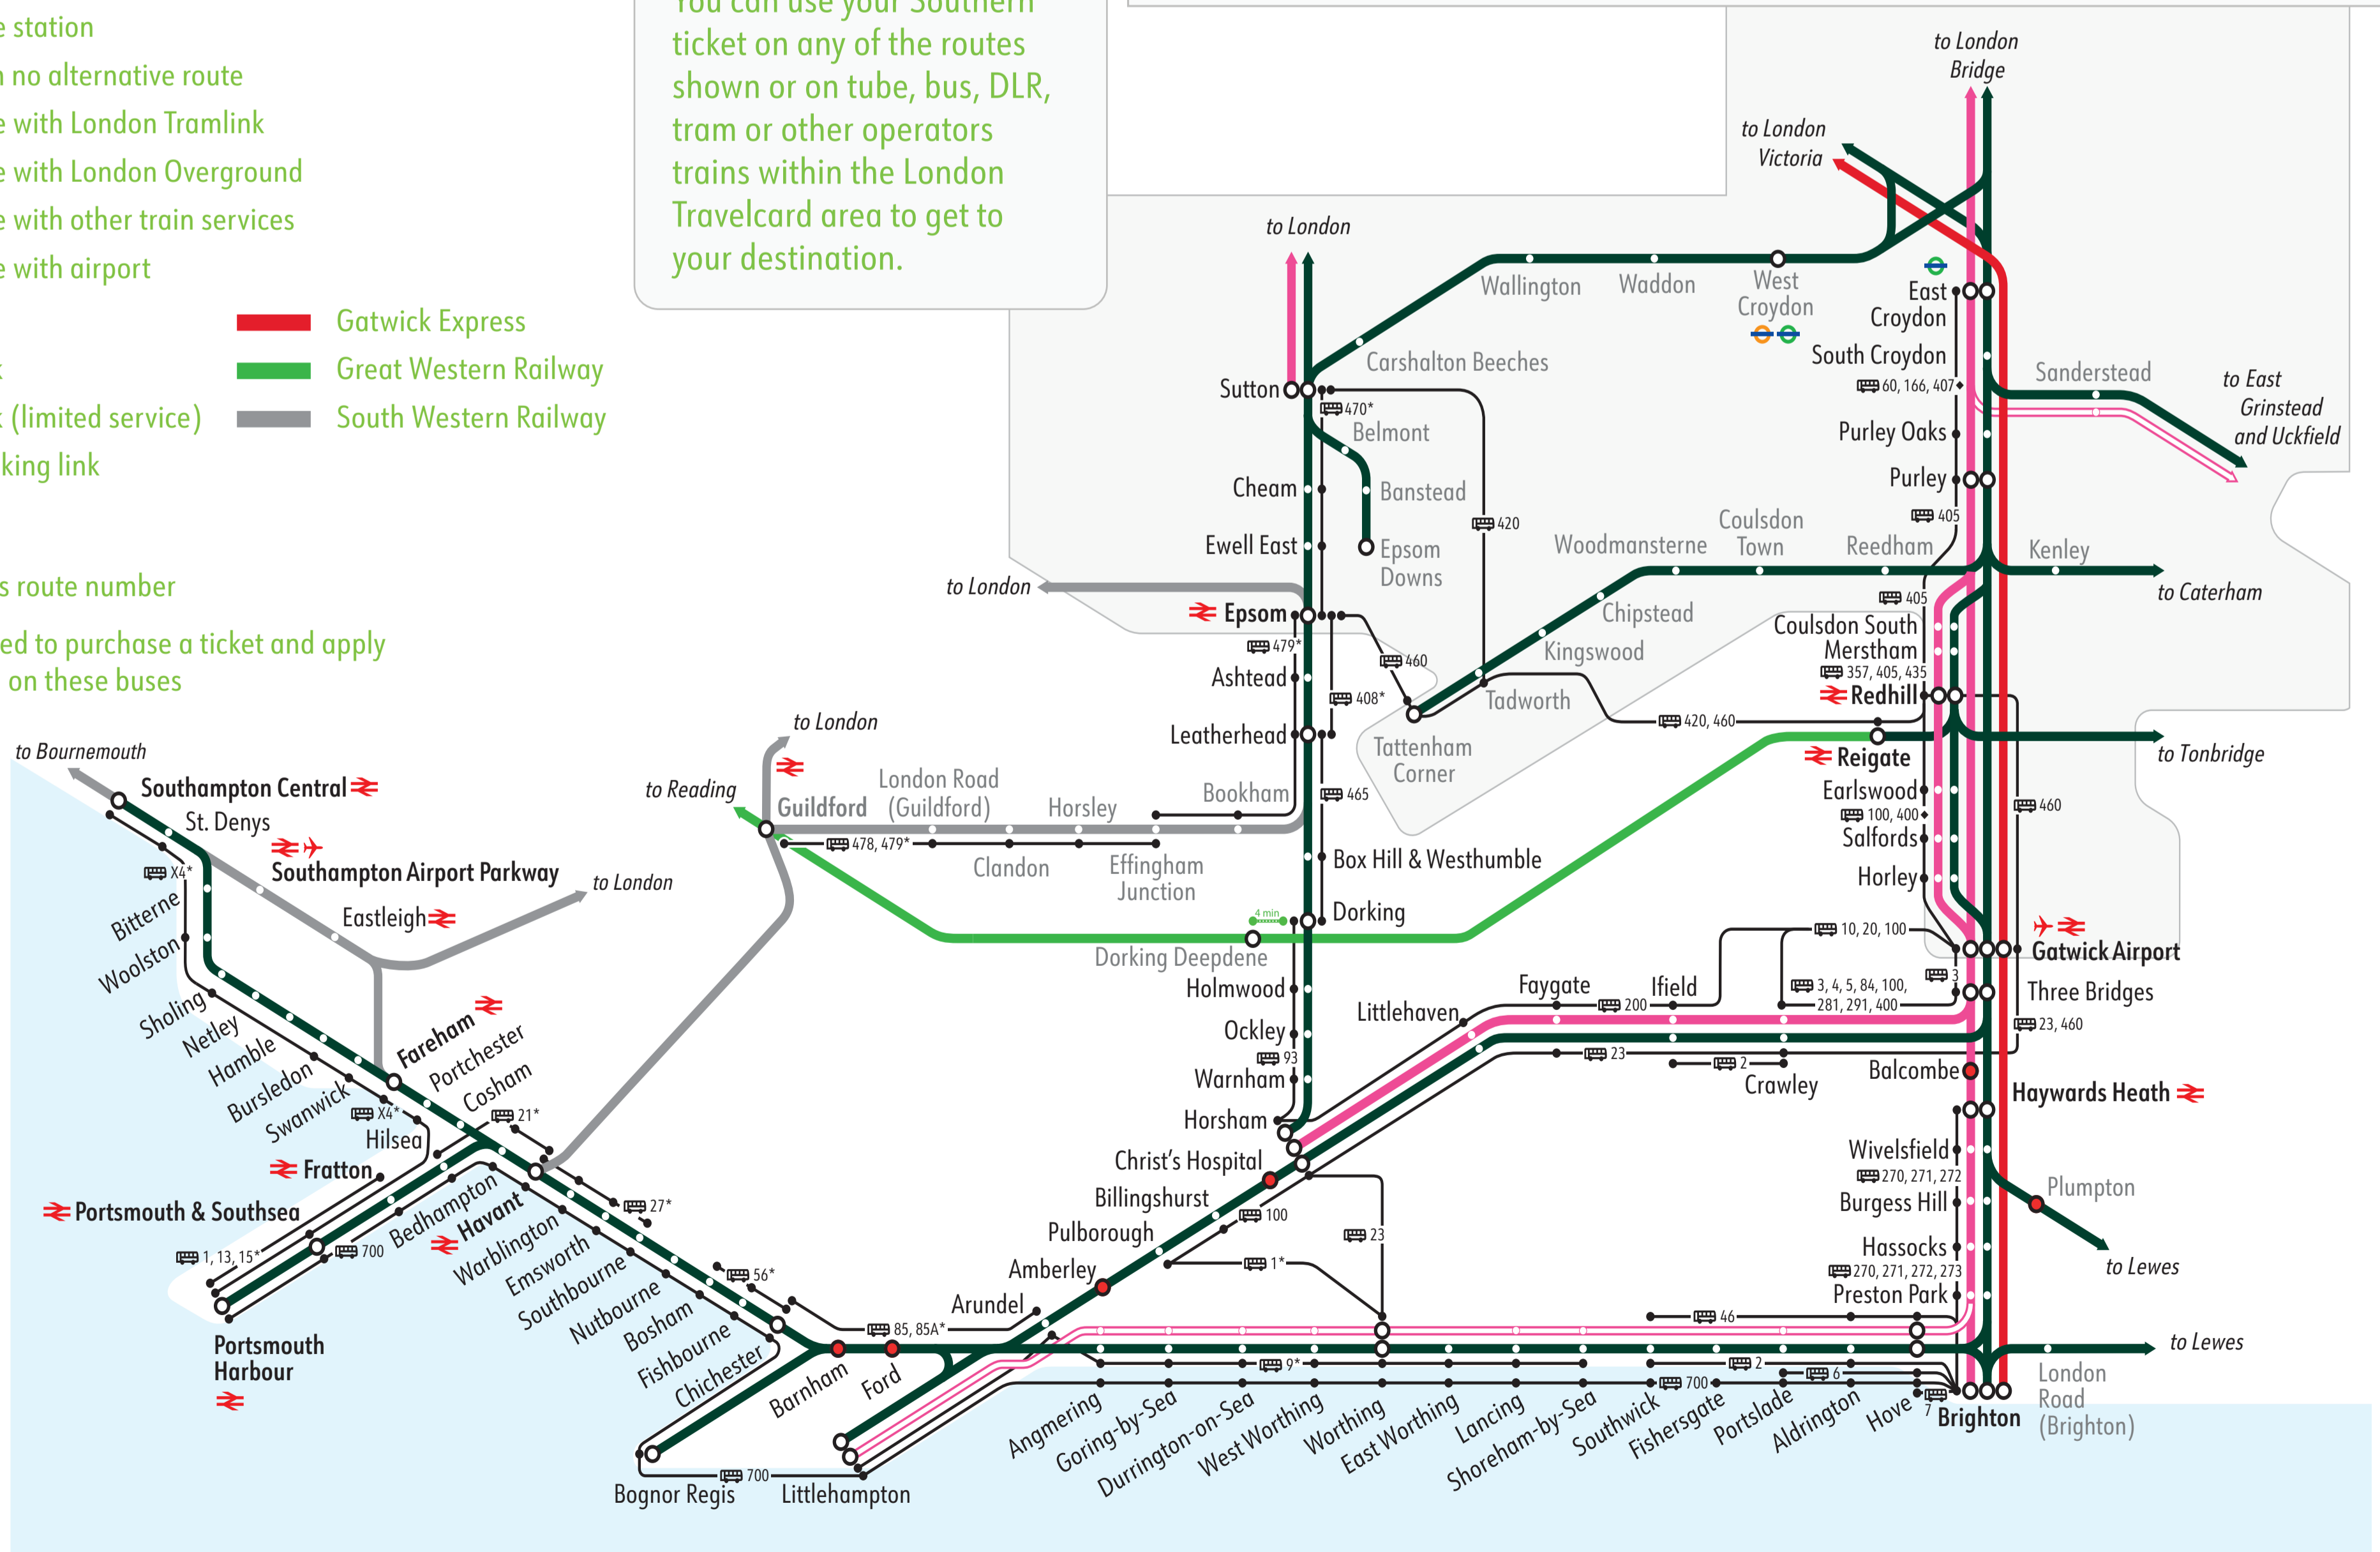 e station
n no alternative route
e with London Tramlink
e with London Overground
e with other train services
e with airport
Gatwick Express
k
Great Western Railway
k (limited service)
South Western Railway
king link
s route number
ed to purchase a ticket and apply
on these buses
You can use your Southern
ticket on any of the routes
shown or on tube, bus, DLR,
tram or other operators
trains within the London
Travelcard area to get to
your destination.
to London
Bridge
to London
Victoria
to London
Wallington
Waddon
West
Croydon
East
Croydon
South Croydon
60, 166, 407
Sanderstead
to East
Grinstead
and Uckfield
Carshalton Beeches
Sutton
470*
Belmont
Cheam
Banstead
420
Ewell East
Epsom
Downs
Purley Oaks
Purley
405
Woodmansterne
Coulsdon
Town
Reedham
Kenley
to Caterham
to London
Epsom
479*
460
Chipstead
Kingswood
405
Coulsdon South
Merstham
357, 405, 435
Redhill
Ashtead
408*
Tadworth
420, 460
Leatherhead
Tattenham
Corner
Reigate
to Tonbridge
Earlswood
100, 400
460
Salfords
Horley
to London
to Reading
Guildford
London Road
(Guildford)
Horsley
Bookham
465
478, 479*
Clandon
Effingham
Junction
Box Hill & Westhumble
4 min
Dorking
Dorking Deepdene
10, 20, 100
Gatwick Airport
3
3, 4, 5, 84, 100,
281, 291, 400
Three Bridges
23, 460
Holmwood
Faygate
200
Ifield
Littlehaven
Ockley
93
23
2
Crawley
Warnham
Balcombe
Haywards Heath
Horsham
Wivelsfield
270, 271, 272
Plumpton
Burgess Hill
Christ's Hospital
Billingshurst
100
23
Pulborough
1*
Hassocks
270, 271, 272, 273
to Lewes
Amberley
Preston Park
Arundel
46
to Bournemouth
Southampton Central
St. Denys
X4*
Southampton Airport Parkway
Eastleigh
to London
Bitterne
Woolston
Sholing
Netley
Hamble
Bursledon
Swanwick
Fareham
Portchester
Cosham
X4*
21*
Hilsea
Fratton
Portsmouth & Southsea
1, 13, 15*
700
Portsmouth
Harbour
Bedhampton
Havant
27*
Warblington
Emsworth
Southbourne
Nutbourne
56*
Bosham
Fishbourne
Chichester
85, 85A*
Barnham
Ford
700
Bognor Regis
Littlehampton
9*
2
6
700
7
to Lewes
Angmering
Goring-by-Sea
Durrington-on-Sea
West Worthing
Worthing
East Worthing
Lancing
Shoreham-by-Sea
Southwick
Fishersgate
Portslade
Aldrington
Hove
Brighton
London
Road
(Brighton)